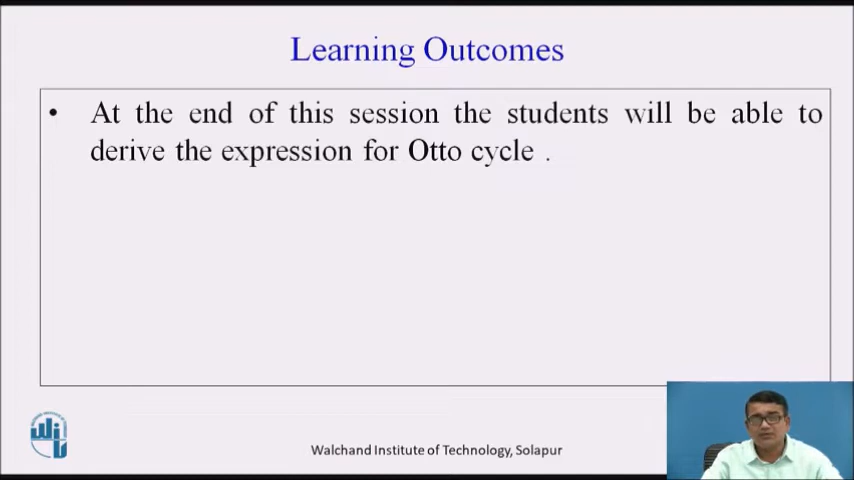 Learning Outcomes
• At the end of this session the students will be able to
derive the expression for Otto cycle .
Walchand Institute of Technology, Solapur